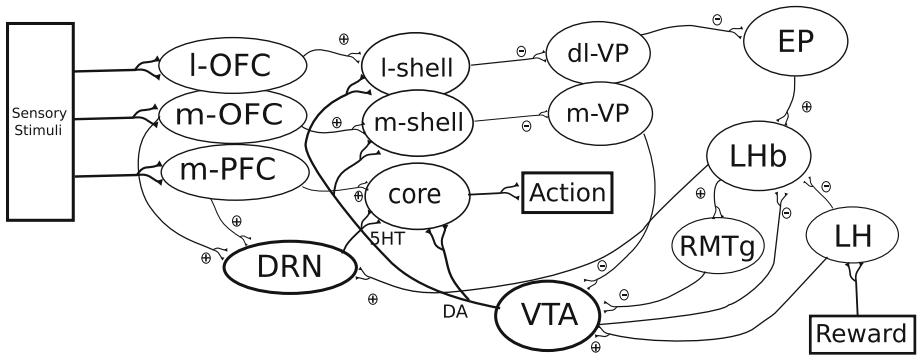 Sensory
Stimuli
l-OFC
m-OFC
m-PFC
⊕
⊕
⊕
⊕
⊕
l-shell
m-shell
core
⊖
⊖
dl-VP
m-VP
⊖
EP
⊕
LHb
⊕
⊖
⊖
RMTg
LH
Action
5HT
DRN
⊕
DA
VTA
⊖
⊖
⊕
Reward